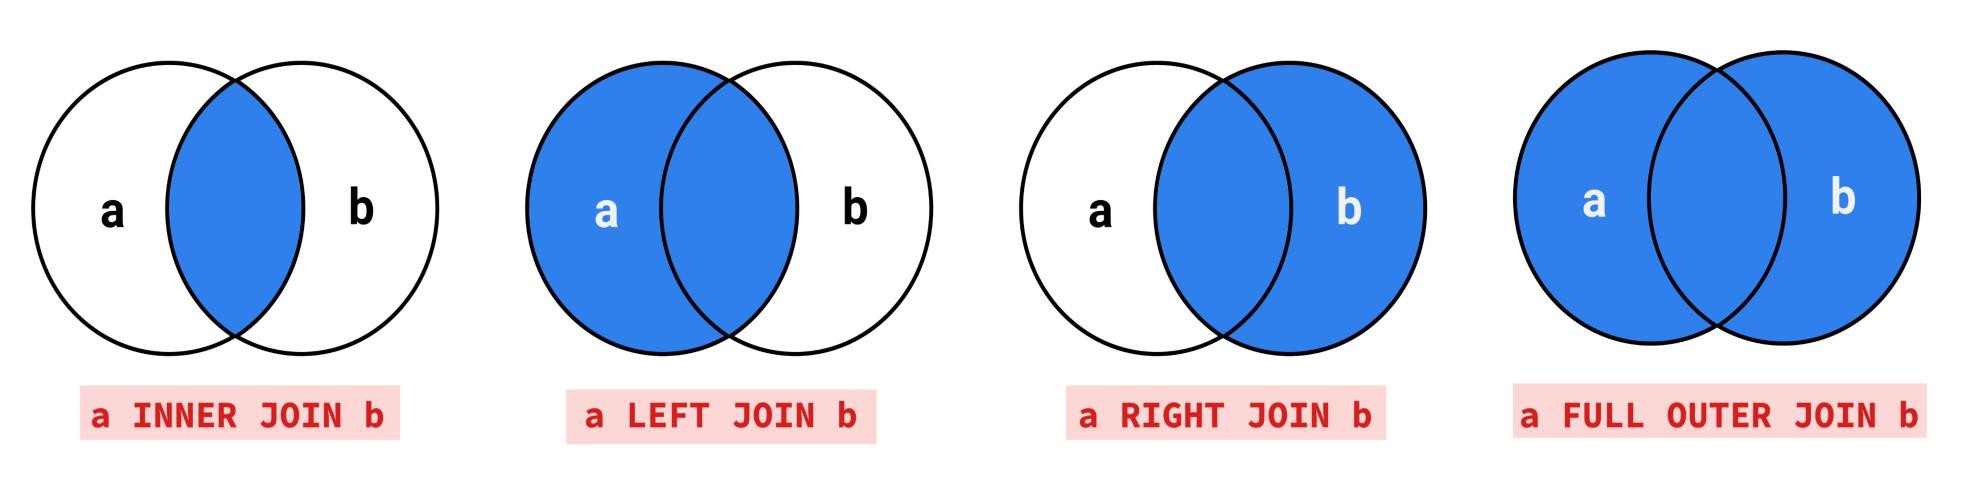 a b
a b
a b
a b
a INNER JOIN b
a LEFT JOIN b
a RIGHT JOIN b
a FULL OUTER JOIN b